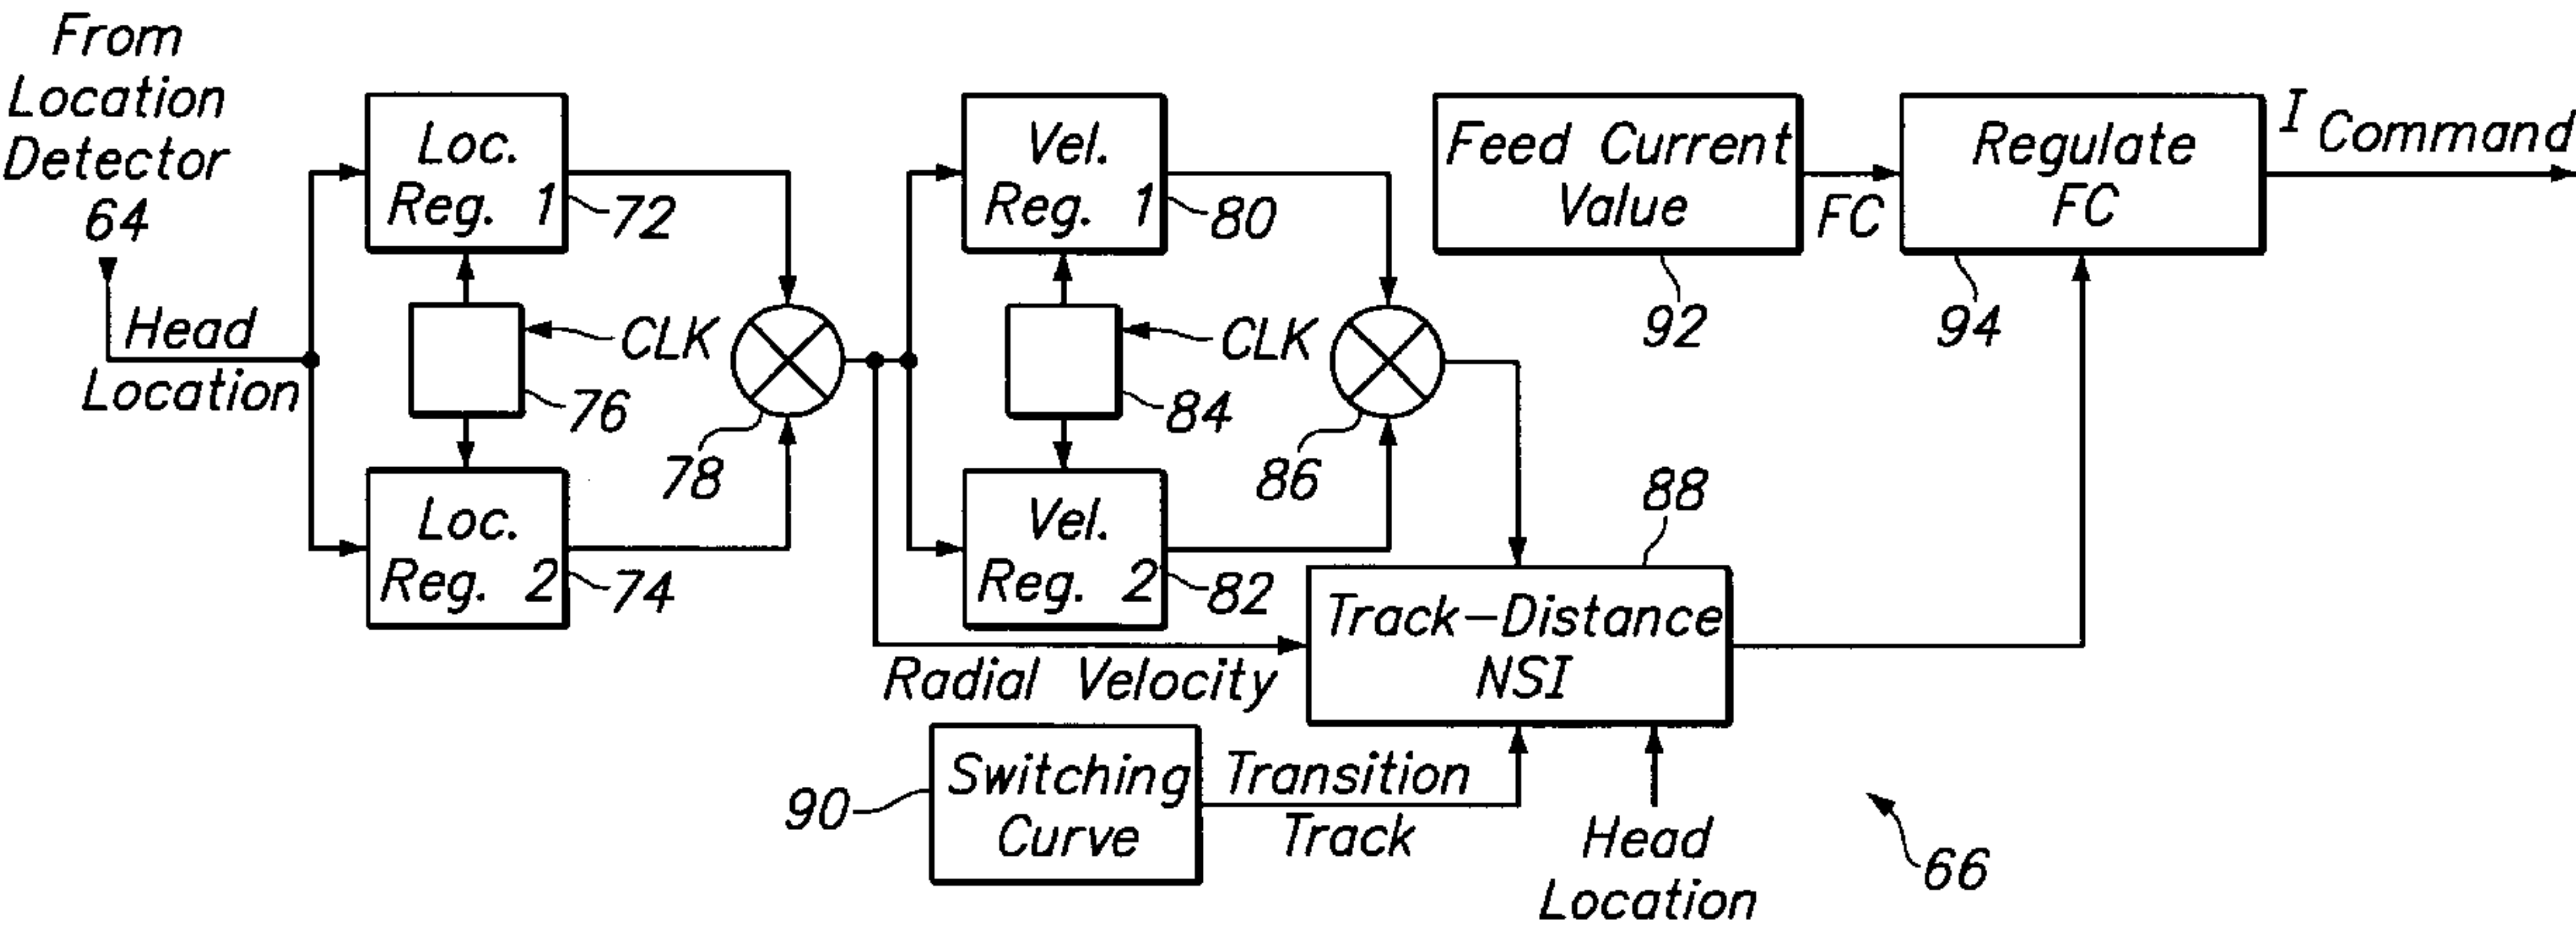 From
Location
Detector
64
Head
Location
Loc.
Reg. 1
72
CLK
76
Loc.
Reg. 2
74
78
Vel.
Reg. 1
80
CLK
84
Vel.
Reg. 2
82
86
Radial Velocity
Feed Current
Value
92
FC
Regulate
FC
94
I Command
88
Track-Distance
NSI
Switching
Curve
90
Transition
Track
Head
Location
66